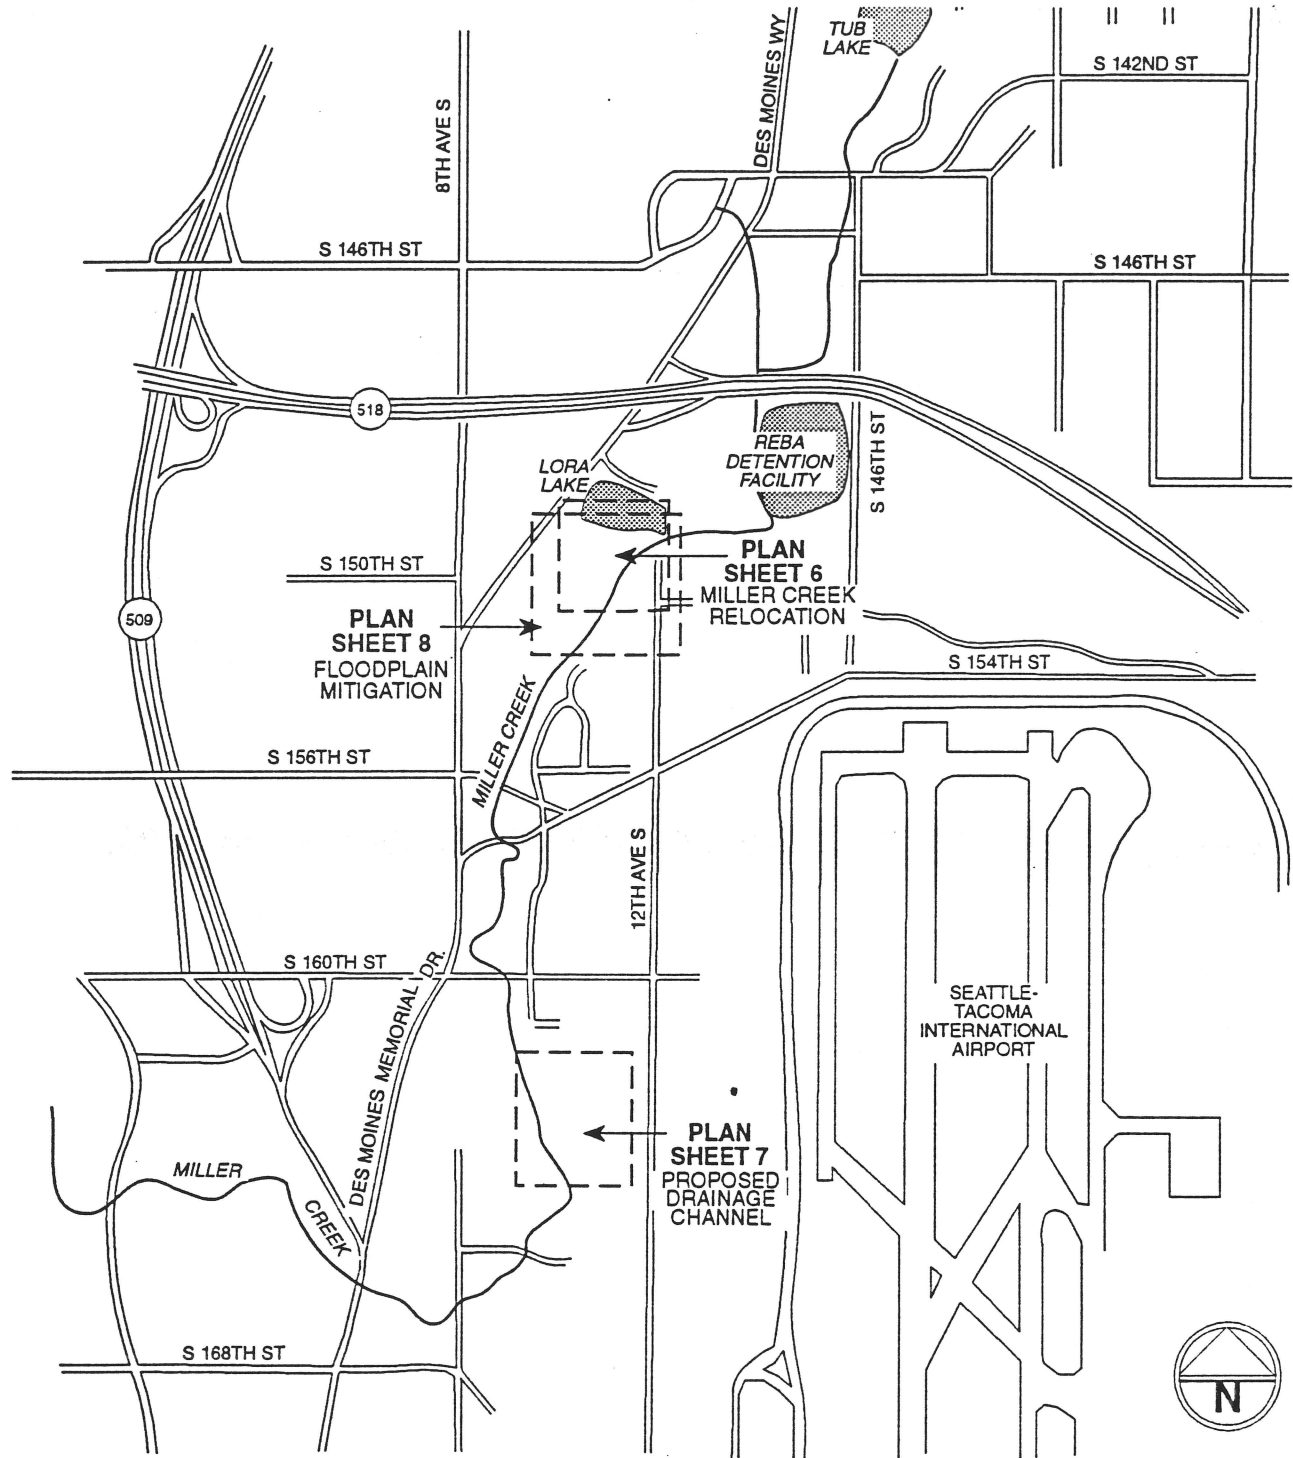 TUB
LAKE
DES MOINES WY
S 142ND ST
8TH AVE S
S 146TH ST
S 146TH ST
518
REBA
DETENTION
FACILITY
S 146TH ST
LORA
LAKE
PLAN
SHEET 6
MILLER CREEK
RELOCATION
S 150TH ST
509
PLAN
SHEET 8
FLOODPLAIN
MITIGATION
S 154TH ST
MILLER CREEK
S 156TH ST
12TH AVE S
S 160TH ST
DES MOINES MEMORIAL DR.
SEATTLE-
TACOMA
INTERNATIONAL
AIRPORT
PLAN
SHEET 7
PROPOSED
DRAINAGE
CHANNEL
MILLER
CREEK
S 168TH ST
N